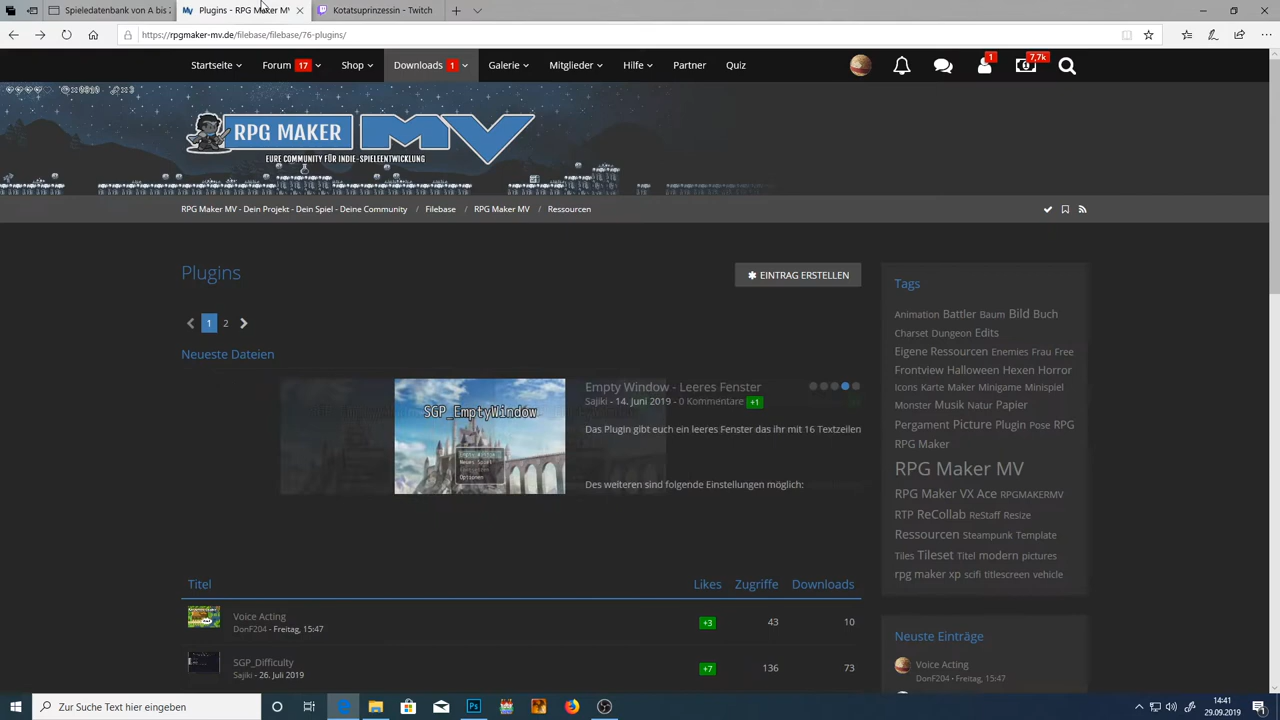 Spieledatenbank von A bis
Plugins - RPG Maker MV
Kotatsuprinzessin - Twitch
https://rpgmaker-mv.de/filebase/filebase/76-plugins/
Startseite
Forum 17
Shop
Downloads 1
Galerie
Mitglieder
Hilfe
Partner
Quiz
1
7,7k
RPG MAKER MV
EURE COMMUNITY FÜR INDIE-SPIELEENTWICKLUNG
RPG Maker MV - Dein Projekt - Dein Spiel - Deine Community / Filebase / RPG Maker MV / Ressourcen
Plugins
EINTRAG ERSTELLEN
1 2
Neueste Dateien
SGP_EmptyWindow
Neues Spiel
Optionen
Empty Window - Leeres Fenster
Sajiki - 14. Juni 2019 - 0 Kommentare +1
Das Plugin gibt euch ein leeres Fenster das ihr mit 16 Textzeilen
Des weiteren sind folgende Einstellungen möglich:
Titel Likes Zugriffe Downloads
Voice Acting
DonF204 - Freitag, 15:47
+3 43 10
SGP_Difficulty
Sajiki - 26. Juli 2019
+7 136 73
Tags
Animation Battler Baum Bild Buch
Charset Dungeon Edits
Eigene Ressourcen Enemies Frau Free
Frontview Halloween Hexen Horror
Icons Karte Maker Minigame Minispiel
Monster Musik Natur Papier
Pergament Picture Plugin Pose RPG
RPG Maker
RPG Maker MV
RPG Maker VX Ace RPGMAKERMV
RTP ReCollab ReStaff Resize
Ressourcen Steampunk Template
Tiles Tileset Titel modern pictures
rpg maker xp scifi titlescreen vehicle
Neuste Einträge
Voice Acting
DonF204 - Freitag, 15:47
Zur Suche Text hier eingeben
Ps
14:41
29.09.2019
1